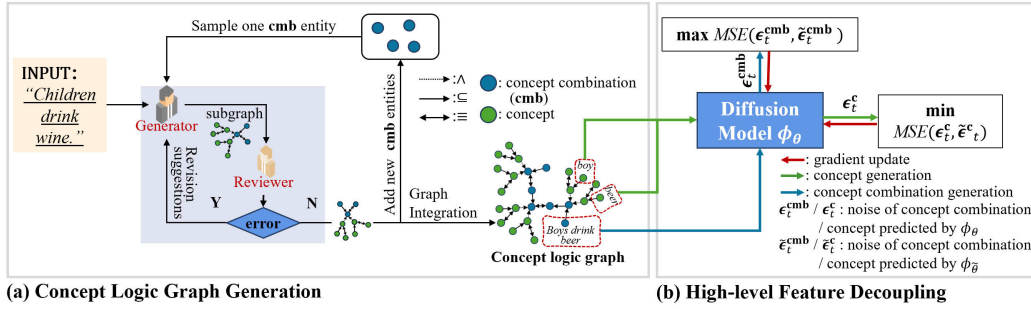 Sample one cmb entity
INPUT:
"Children
drink
wine."
Generator
subgraph
Reviewer
Revision
suggestions
Y
error
N
Add new cmb entities
:∧
:⊆
:≡
: concept combination
(cmb)
: concept
Graph
Integration
boy
beer
Boys drink
beer
Concept logic graph
(a) Concept Logic Graph Generation
max MSE(ϵ_t^cmb, ϵ̃_t^cmb)
ϵ_t^cmb
Diffusion
Model ϕ_θ
ϵ_t^c
min
MSE(ϵ_t^c, ϵ̃^c_t)
: gradient update
: concept generation
: concept combination generation
ϵ_t^cmb / ϵ_t^c : noise of concept combination
/ concept predicted by ϕ_θ
ϵ̃_t^cmb / ϵ̃_t^c : noise of concept combination
/ concept predicted by ϕ_θ̃
(b) High-level Feature Decoupling